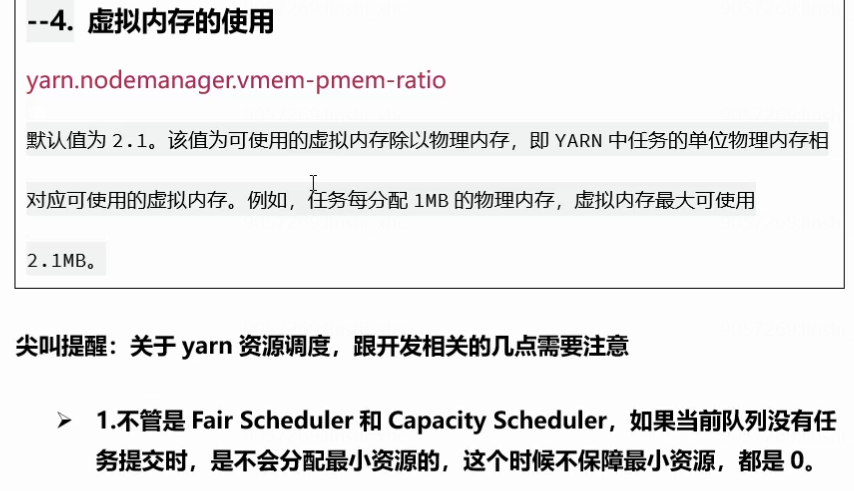 --4. 虚拟内存的使用
yarn.nodemanager.vmem-pmem-ratio
默认值为 2.1。该值为可使用的虚拟内存除以物理内存，即 YARN 中任务的单位物理内存相
对应可使用的虚拟内存。例如，任务每分配 1MB 的物理内存，虚拟内存最大可使用
2.1MB。
尖叫提醒：关于 yarn 资源调度，跟开发相关的几点需要注意
➢ 1.不管是 Fair Scheduler 和 Capacity Scheduler，如果当前队列没有任
务提交时，是不会分配最小资源的，这个时候不保障最小资源，都是 0。